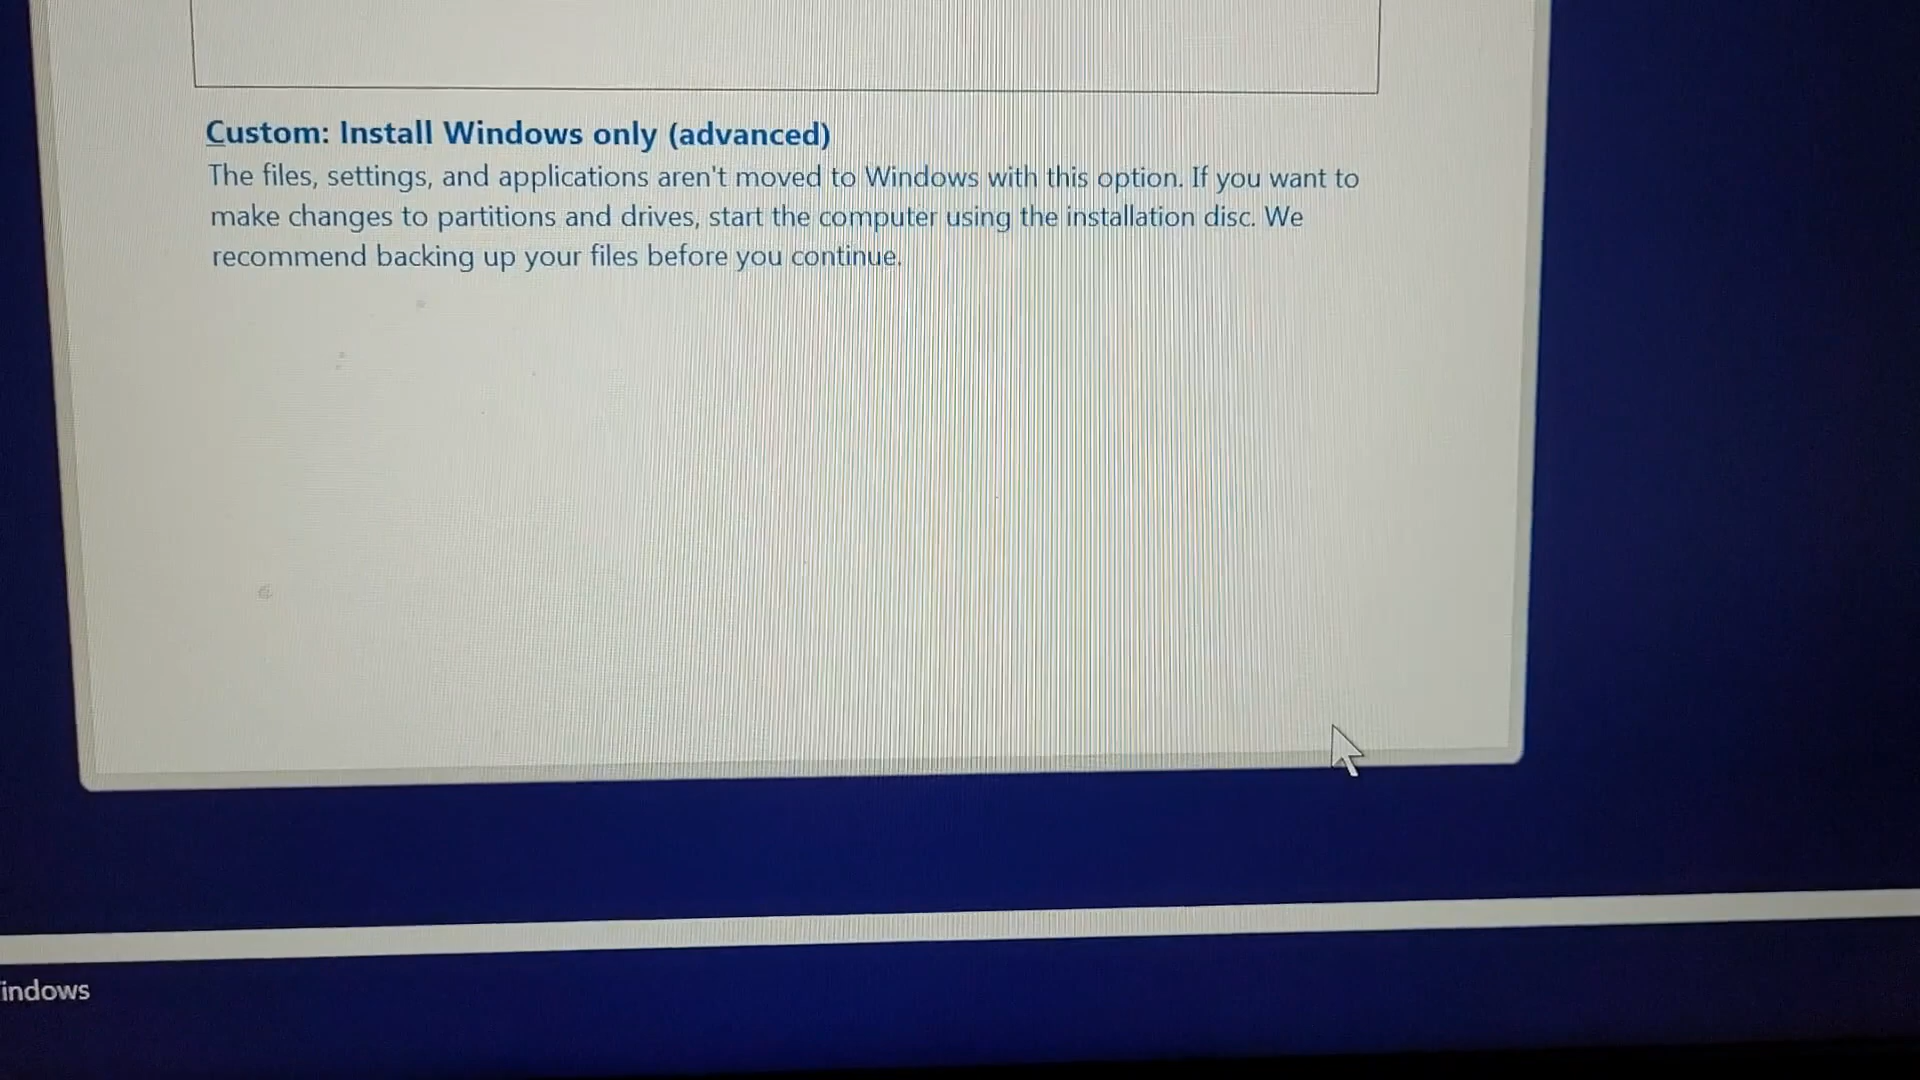 Custom: Install Windows only (advanced)
The files, settings, and applications aren't moved to Windows with this option. If you want to
make changes to partitions and drives, start the computer using the installation disc. We
recommend backing up your files before you continue.
indows